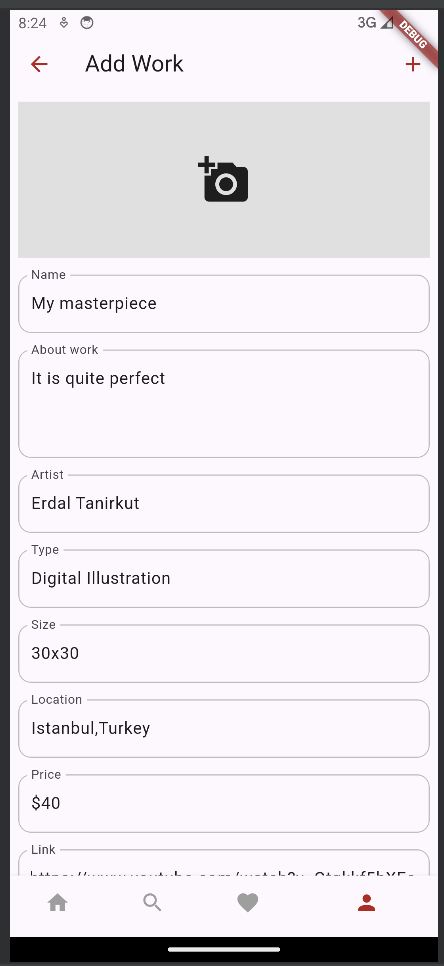 8:24
3G
DEBUG
Add Work
Name
My masterpiece
About work
It is quite perfect
Artist
Erdal Tanirkut
Type
Digital Illustration
Size
30x30
Location
Istanbul,Turkey
Price
$40
Link